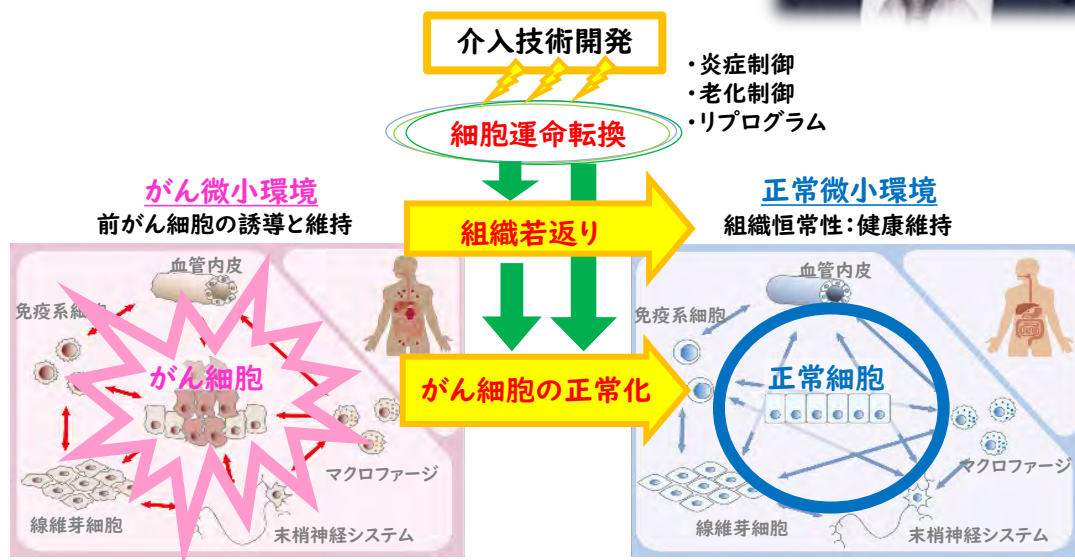 介入技術開発
・炎症制御
・老化制御
・リプログラム
細胞運命転換
がん微小環境
前がん細胞の誘導と維持
正常微小環境
組織恒常性：健康維持
組織若返り
血管内皮
免疫系細胞
がん細胞
マクロファージ
線維芽細胞
末梢神経システム
がん細胞の正常化
血管内皮
免疫系細胞
正常細胞
マクロファージ
線維芽細胞
末梢神経システム